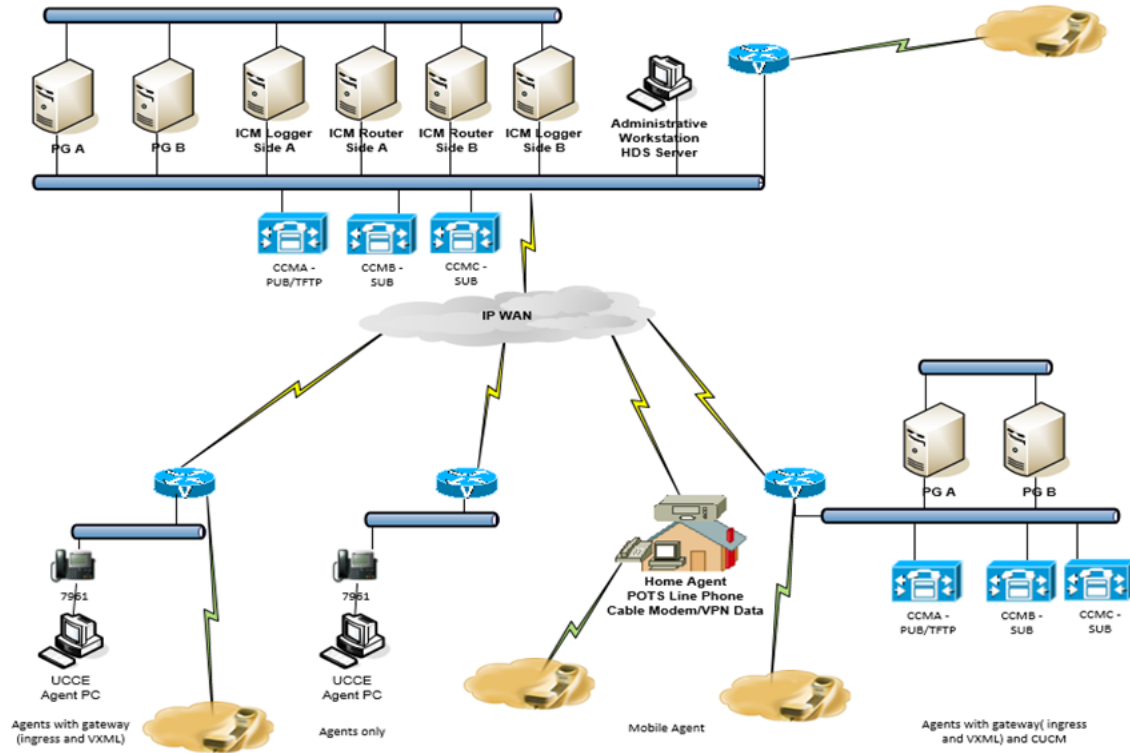 PG A
PG B
ICM Logger
Side A
ICM Router
Side A
ICM Router
Side B
ICM Logger
Side B
Administrative
Workstation
HDS Server
V
CCMA -
PUB/TFTP
CCMB -
SUB
CCMC -
SUB
IP WAN
V
V
V
PG A
PG B
7961
7961
Home Agent
POTS Line Phone
Cable Modem/VPN Data
CCMA -
PUB/TFTP
CCMB -
SUB
CCMC -
SUB
UCCE
Agent PC
UCCE
Agent PC
Agents with gateway
(ingress and VXML)
Agents only
Mobile Agent
Agents with gateway( ingress
and VXML) and CUCM